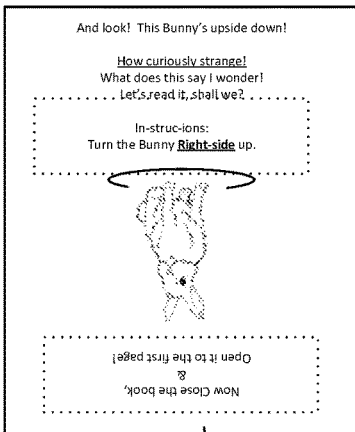 And look! This Bunny's upside down!
How curiously strange!
What does this say I wonder!
Let's read it, shall we?
In-struc-ions:
Turn the Bunny Right-side up.
Now Close the book,
&
Open it to the first page!